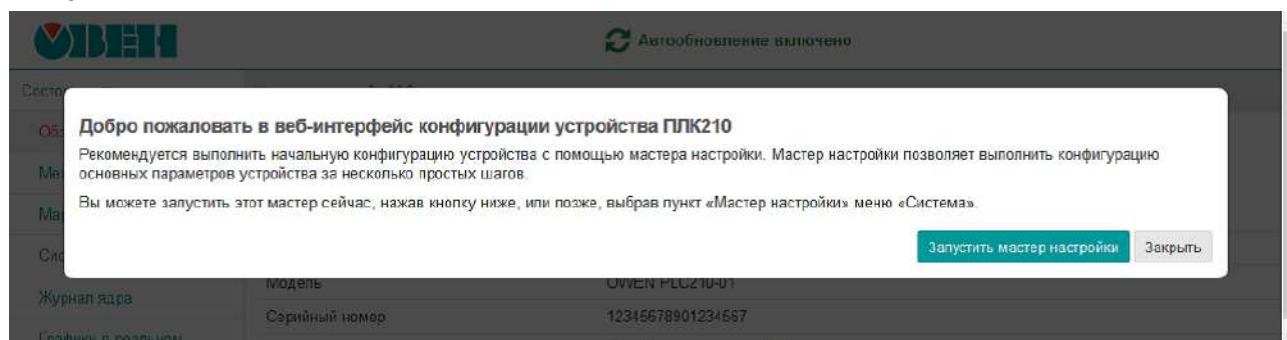 ОВЕН
Автообновление включено
Добро пожаловать в веб-интерфейс конфигурации устройства ПЛК210
Рекомендуется выполнить начальную конфигурацию устройства с помощью мастера настройки. Мастер настройки позволяет выполнить конфигурацию
основных параметров устройства за несколько простых шагов.
Вы можете запустить этот мастер сейчас, нажав кнопку ниже, или позже, выбрав пункт «Мастер настройки» меню «Система».
Запустить мастер настройки Закрыть
Модель OWEN PLC210-01
Журнал ядра
Серийный номер 12345678901234567